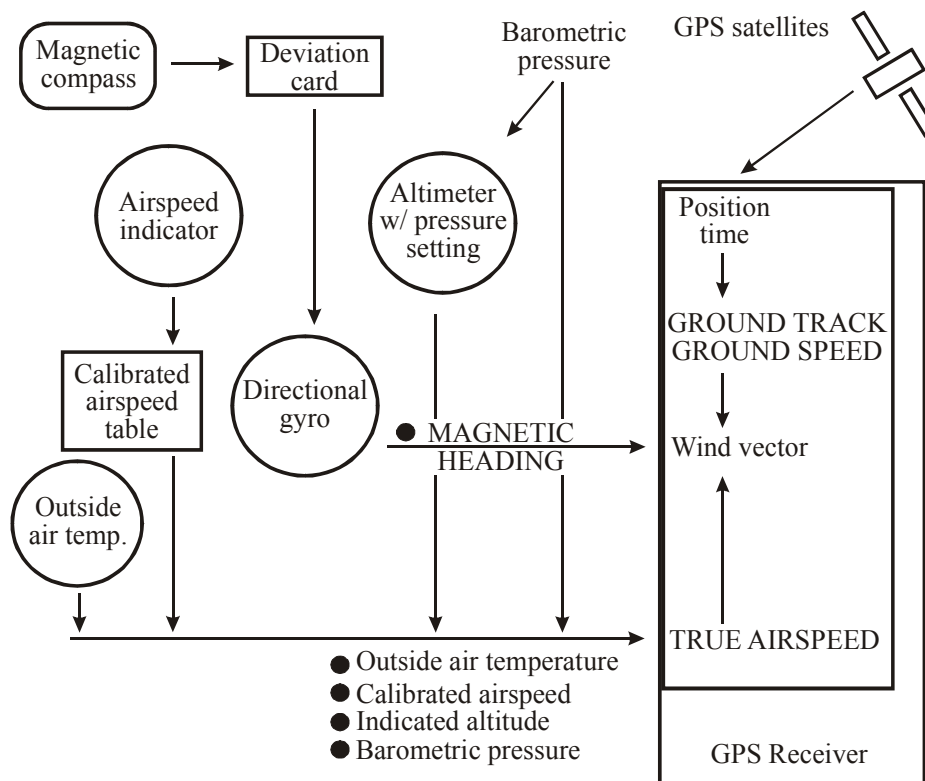 Magnetic
compass
Deviation
card
Barometric
pressure
GPS satellites
Airspeed
indicator
Altimeter
w/ pressure
setting
Position
time
GROUND TRACK
GROUND SPEED
Calibrated
airspeed
table
Directional
gyro
● MAGNETIC
HEADING
Wind vector
Outside
air temp.
TRUE AIRSPEED
● Outside air temperature
● Calibrated airspeed
● Indicated altitude
● Barometric pressure
GPS Receiver